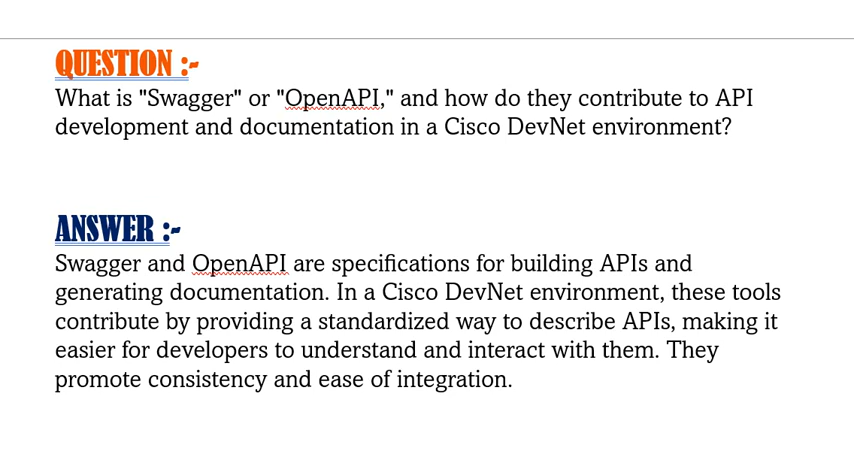 QUESTION :-
What is "Swagger" or "OpenAPI," and how do they contribute to API
development and documentation in a Cisco DevNet environment?
ANSWER :-
Swagger and OpenAPI are specifications for building APIs and
generating documentation. In a Cisco DevNet environment, these tools
contribute by providing a standardized way to describe APIs, making it
easier for developers to understand and interact with them. They
promote consistency and ease of integration.